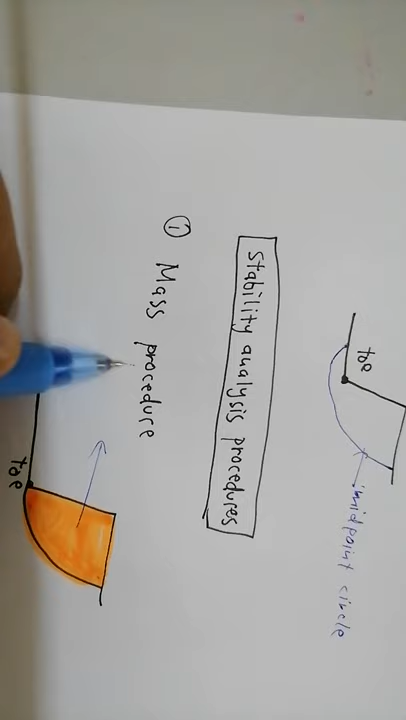 toe
midpoint circle
Stability analysis procedures
① Mass procedure
toe